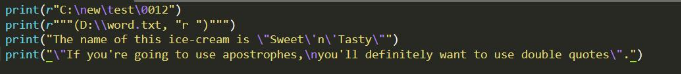 print(r"C:\new\test\0012")
print(r"""(D:\\word.txt, "r ")""")
print("The name of this ice-cream is \"Sweet\'n\'Tasty\"")
print("\"If you're going to use apostrophes,\nyou'll definitely want to use double quotes\".")